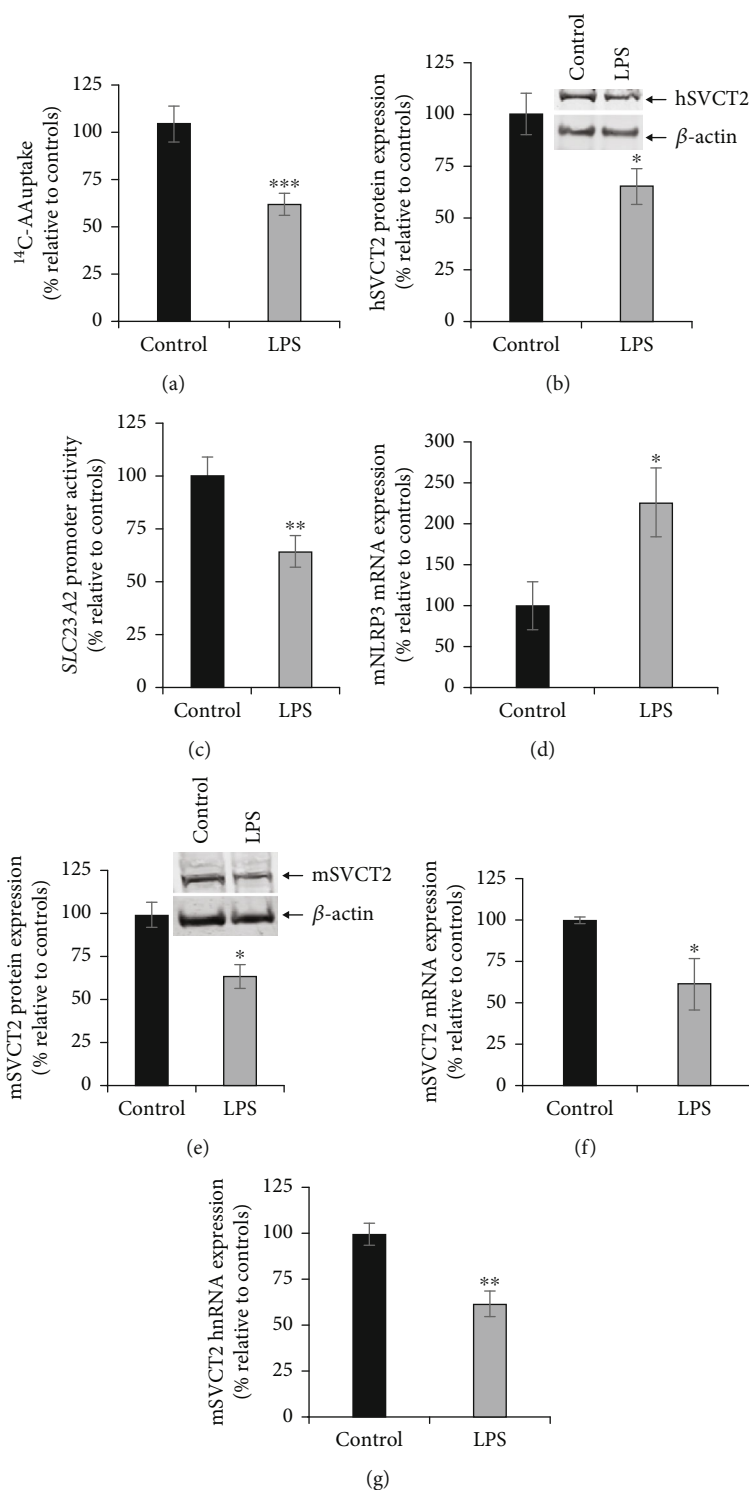 ¹⁴C-AAuptake
(% relative to controls)
125
100
75
50
25
0
***
Control LPS
(a)
hSVCT2 protein expression
(% relative to controls)
125
100
75
50
25
0
Control
LPS
hSVCT2
β-actin
*
Control LPS
(b)
SLC23A2 promoter activity
(% relative to controls)
125
100
75
50
25
0
**
Control LPS
(c)
mNLRP3 mRNA expression
(% relative to controls)
300
250
200
150
100
50
0
*
Control LPS
(d)
mSVCT2 protein expression
(% relative to controls)
125
100
75
50
25
0
Control
LPS
mSVCT2
β-actin
*
Control LPS
(e)
mSVCT2 mRNA expression
(% relative to controls)
125
100
75
50
25
0
*
Control LPS
(f)
mSVCT2 hnRNA expression
(% relative to controls)
125
100
75
50
25
0
**
Control LPS
(g)